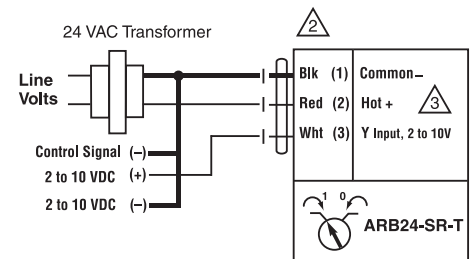 24 VAC Transformer
2
Line
Volts
Blk (1) Common –
Red (2) Hot +
3
Wht (3) Y Input, 2 to 10V
Control Signal (–)
2 to 10 VDC (+)
2 to 10 VDC (–)
1 0
ARB24-SR-T